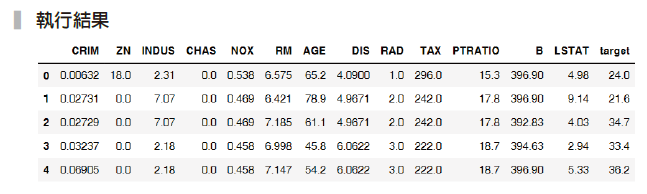 執行結果
CRIM ZN INDUS CHAS NOX RM AGE DIS RAD TAX PTRATIO B LSTAT target
0 0.00632 18.0 2.31 0.0 0.538 6.575 65.2 4.0900 1.0 296.0 15.3 396.90 4.98 24.0
1 0.02731 0.0 7.07 0.0 0.469 6.421 78.9 4.9671 2.0 242.0 17.8 396.90 9.14 21.6
2 0.02729 0.0 7.07 0.0 0.469 7.185 61.1 4.9671 2.0 242.0 17.8 392.83 4.03 34.7
3 0.03237 0.0 2.18 0.0 0.458 6.998 45.8 6.0622 3.0 222.0 18.7 394.63 2.94 33.4
4 0.06905 0.0 2.18 0.0 0.458 7.147 54.2 6.0622 3.0 222.0 18.7 396.90 5.33 36.2